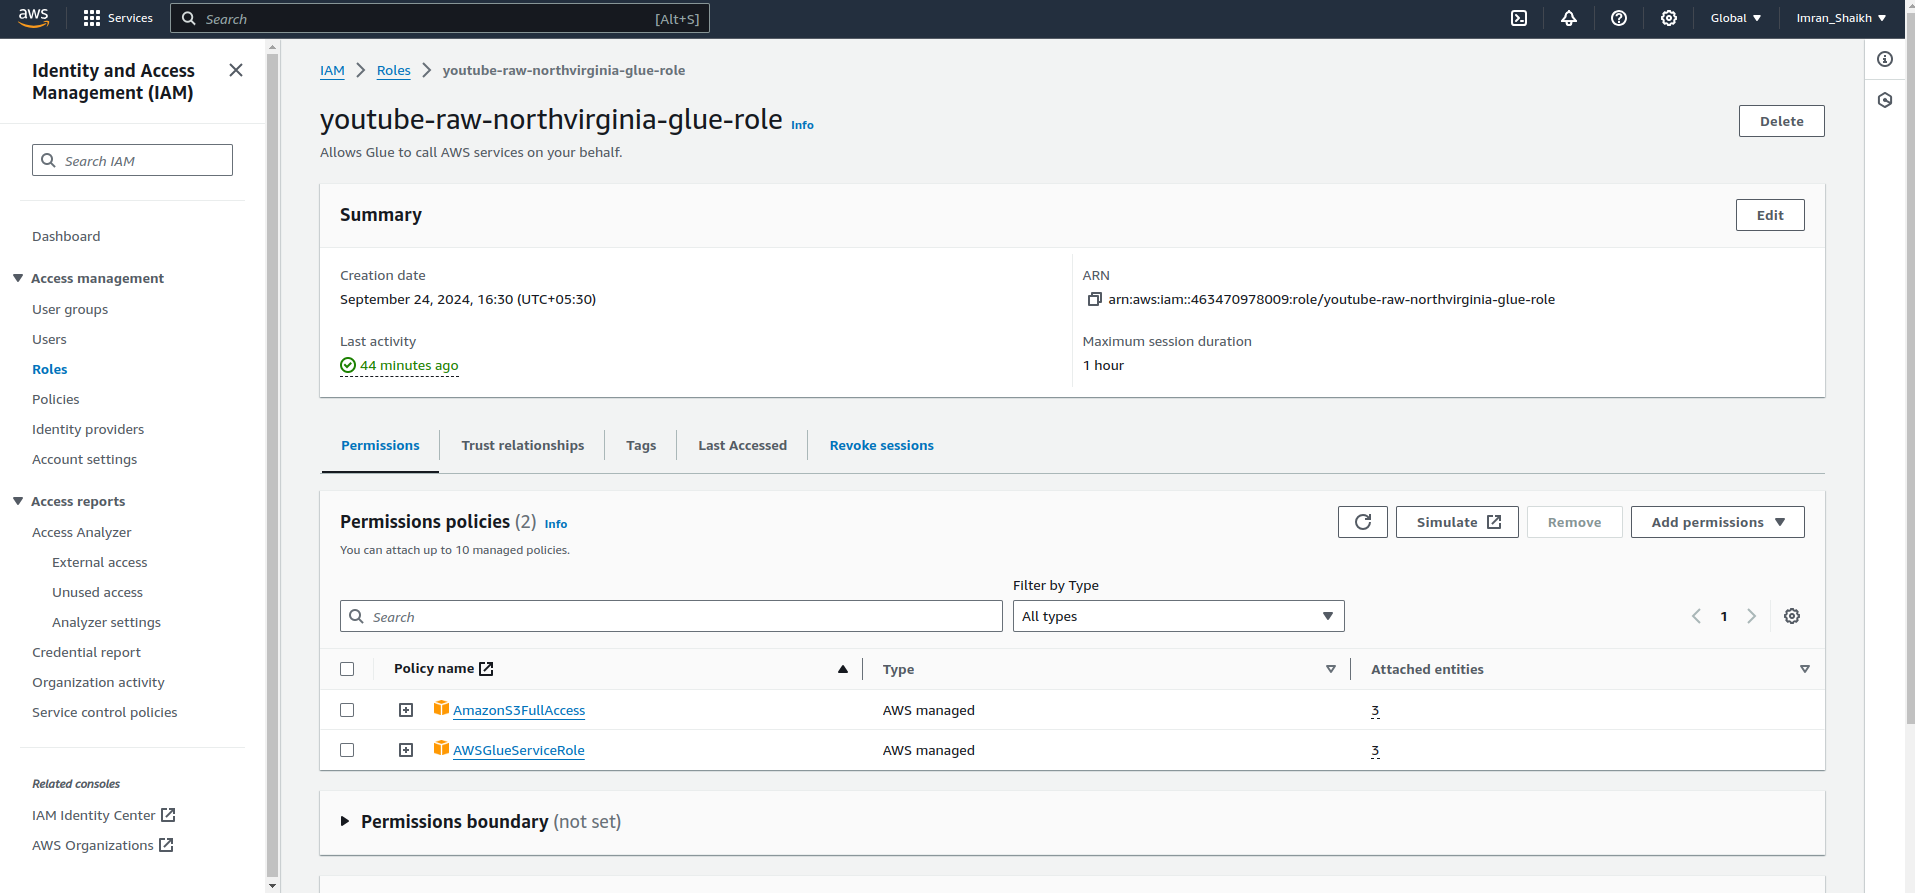 aws
Services
Search
[Alt+S]
Global
Imran_Shaikh
Identity and Access
Management (IAM)
Search IAM
Dashboard
Access management
User groups
Users
Roles
Policies
Identity providers
Account settings
Access reports
Access Analyzer
External access
Unused access
Analyzer settings
Credential report
Organization activity
Service control policies
Related consoles
IAM Identity Center
AWS Organizations
IAM
Roles
youtube-raw-northvirginia-glue-role
youtube-raw-northvirginia-glue-role Info
Allows Glue to call AWS services on your behalf.
Delete
Summary
Edit
Creation date
September 24, 2024, 16:30 (UTC+05:30)
ARN
arn:aws:iam::463470978009:role/youtube-raw-northvirginia-glue-role
Last activity
44 minutes ago
Maximum session duration
1 hour
Permissions
Trust relationships
Tags
Last Accessed
Revoke sessions
Permissions policies (2) Info
You can attach up to 10 managed policies.
Simulate
Remove
Add permissions
Filter by Type
Search
All types
1
Policy name
Type
Attached entities
AmazonS3FullAccess
AWS managed
3
AWSGlueServiceRole
AWS managed
3
Permissions boundary (not set)